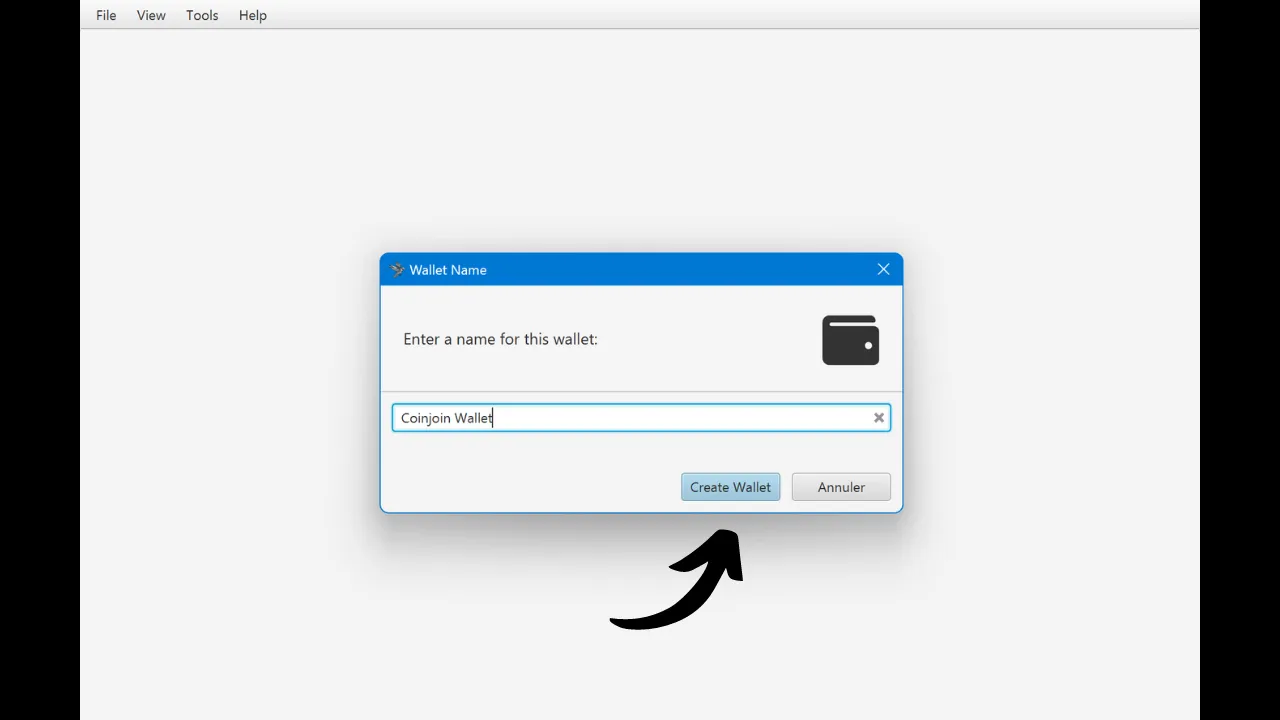 File View Tools Help
Wallet Name
Enter a name for this wallet:
Coinjoin Wallet
Create Wallet Annuler